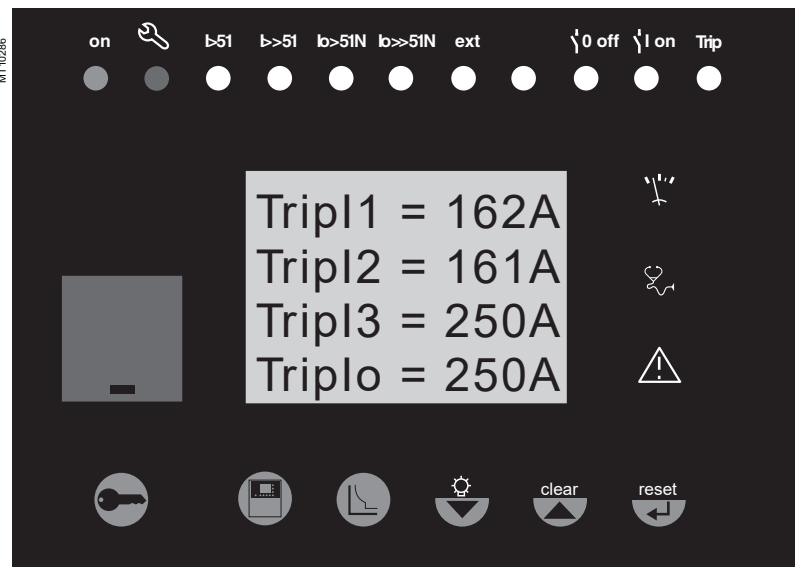 MT10286
on I>51 I>>51 Io>51N Io>>51N ext 0 off I on Trip
TripI1 = 162A
TripI2 = 161A
TripI3 = 250A
TripIo = 250A
clear reset